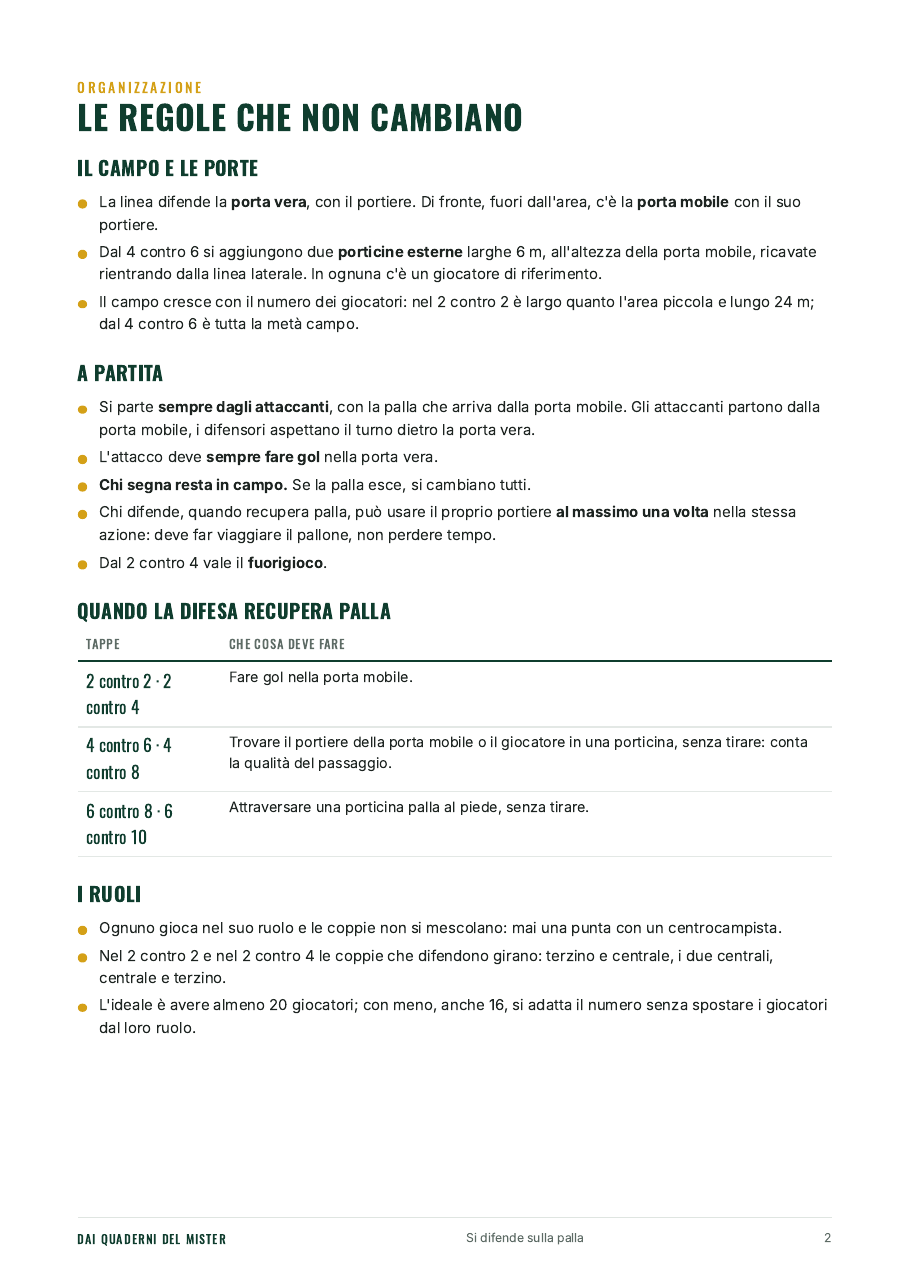 ORGANIZZAZIONE
LE REGOLE CHE NON CAMBIANO
IL CAMPO E LE PORTE
La linea difende la porta vera, con il portiere. Di fronte, fuori dall'area, c'è la porta mobile con il suo
portiere.
Dal 4 contro 6 si aggiungono due porticine esterne larghe 6 m, all'altezza della porta mobile, ricavate
rientrando dalla linea laterale. In ognuna c'è un giocatore di riferimento.
Il campo cresce con il numero dei giocatori: nel 2 contro 2 è largo quanto l'area piccola e lungo 24 m;
dal 4 contro 6 è tutta la metà campo.
A PARTITA
Si parte sempre dagli attaccanti, con la palla che arriva dalla porta mobile. Gli attaccanti partono dalla
porta mobile, i difensori aspettano il turno dietro la porta vera.
L'attacco deve sempre fare gol nella porta vera.
Chi segna resta in campo. Se la palla esce, si cambiano tutti.
Chi difende, quando recupera palla, può usare il proprio portiere al massimo una volta nella stessa
azione: deve far viaggiare il pallone, non perdere tempo.
Dal 2 contro 4 vale il fuorigioco.
QUANDO LA DIFESA RECUPERA PALLA
TAPPE CHE COSA DEVE FARE
2 contro 2 · 2 Fare gol nella porta mobile.
contro 4
4 contro 6 · 4 Trovare il portiere della porta mobile o il giocatore in una porticina, senza tirare: conta
contro 8 la qualità del passaggio.
6 contro 8 · 6 Attraversare una porticina palla al piede, senza tirare.
contro 10
I RUOLI
Ognuno gioca nel suo ruolo e le coppie non si mescolano: mai una punta con un centrocampista.
Nel 2 contro 2 e nel 2 contro 4 le coppie che difendono girano: terzino e centrale, i due centrali,
centrale e terzino.
L'ideale è avere almeno 20 giocatori; con meno, anche 16, si adatta il numero senza spostare i giocatori
dal loro ruolo.
DAI QUADERNI DEL MISTER Si difende sulla palla 2